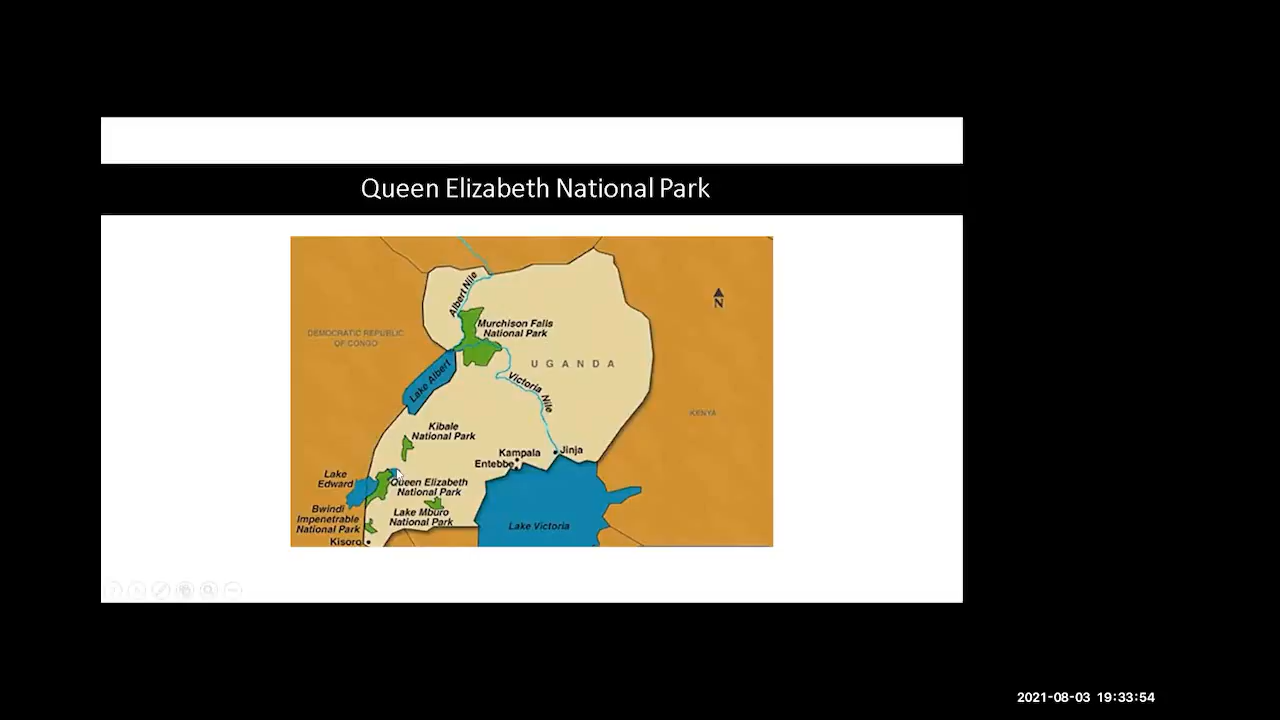 Queen Elizabeth National Park
Albert Nile
N
Murchison Falls
National Park
DEMOCRATIC REPUBLIC
OF CONGO
UGANDA
Lake Albert
Victoria Nile
KENYA
Kibale
National Park
Kampala
Jinja
Entebbe
Lake
Edward
Queen Elizabeth
National Park
Bwindi
Impenetrable
National Park
Lake Mburo
National Park
Lake Victoria
Kisoro
2021-08-03 19:33:54